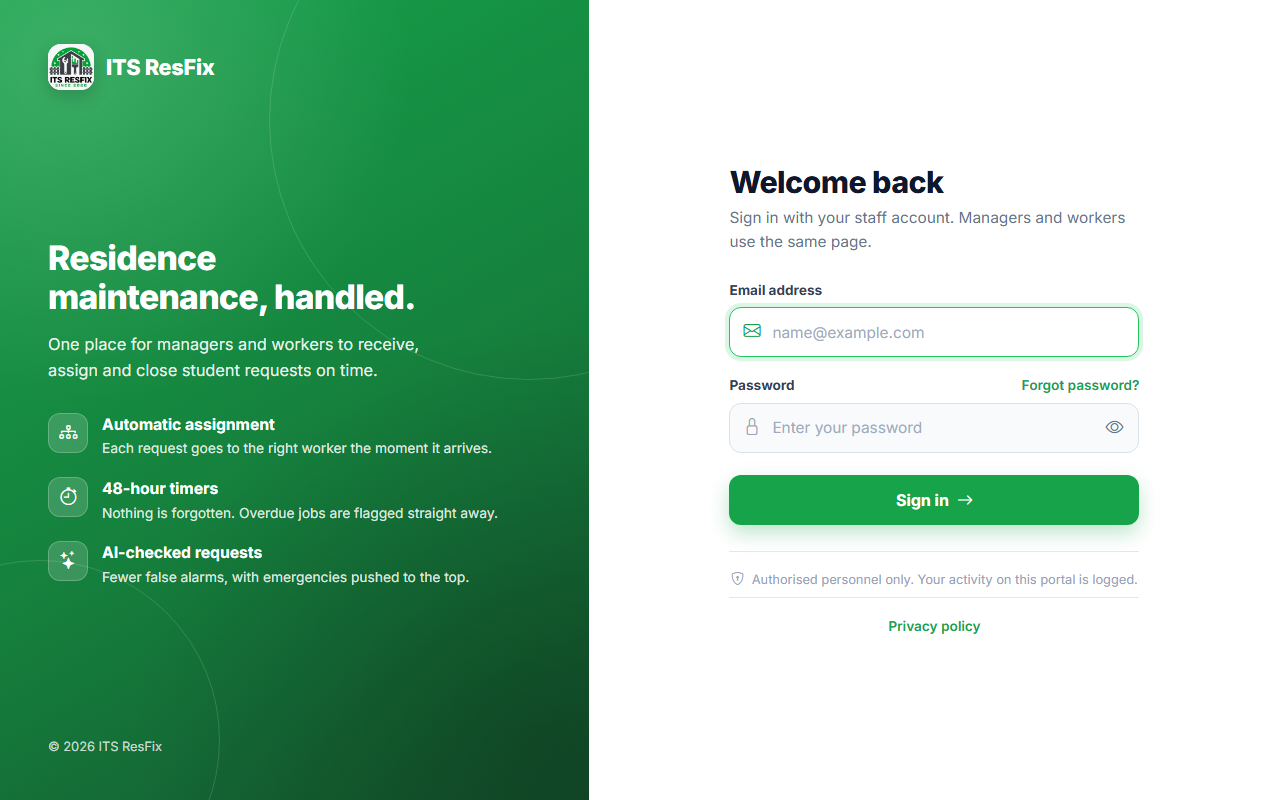 ITS RESFIX
SINCE 2025
ITS ResFix
Residence
maintenance, handled.
One place for managers and workers to receive,
assign and close student requests on time.
Automatic assignment
Each request goes to the right worker the moment it arrives.
48-hour timers
Nothing is forgotten. Overdue jobs are flagged straight away.
AI-checked requests
Fewer false alarms, with emergencies pushed to the top.
© 2026 ITS ResFix
Welcome back
Sign in with your staff account. Managers and workers
use the same page.
Email address
name@example.com
Password
Forgot password?
Enter your password
Sign in →
Authorised personnel only. Your activity on this portal is logged.
Privacy policy